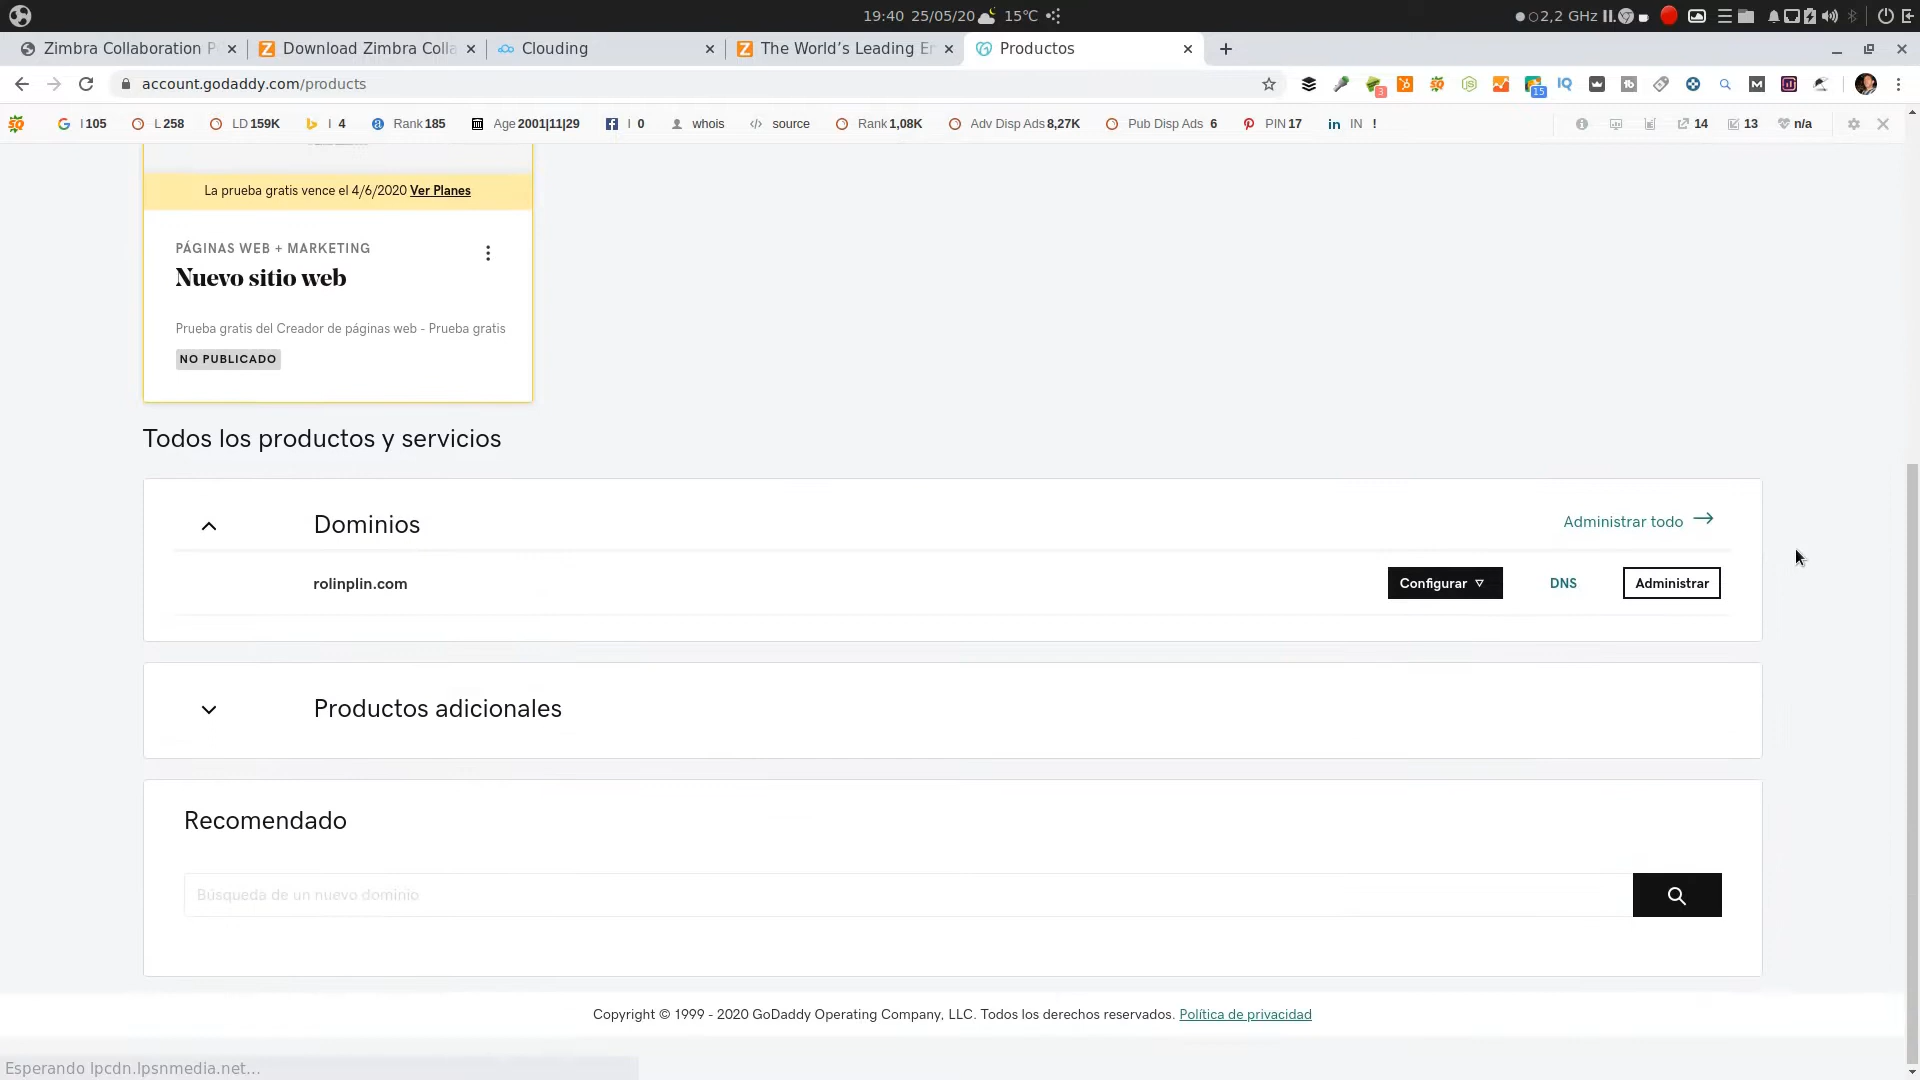 19:40 25/05/20 15°C 2,2 GHz
Zimbra Collaboration P Download Zimbra Colla Clouding The World's Leading En Productos
account.godaddy.com/products
3 15 IQ M
I 105 L 258 LD 159K I 4 Rank 185 Age 2001|11|29 I 0 whois source Rank 1,08K Adv Disp Ads 8,27K Pub Disp Ads 6 PIN 17 IN ! 14 13 n/a
La prueba gratis vence el 4/6/2020 Ver Planes
PÁGINAS WEB + MARKETING
Nuevo sitio web
Prueba gratis del Creador de páginas web - Prueba gratis
NO PUBLICADO
Todos los productos y servicios
Dominios
Administrar todo
rolinplin.com
Configurar DNS Administrar
Productos adicionales
Recomendado
Búsqueda de un nuevo dominio
Copyright © 1999 - 2020 GoDaddy Operating Company, LLC. Todos los derechos reservados. Política de privacidad
Esperando lpcdn.lpsnmedia.net...